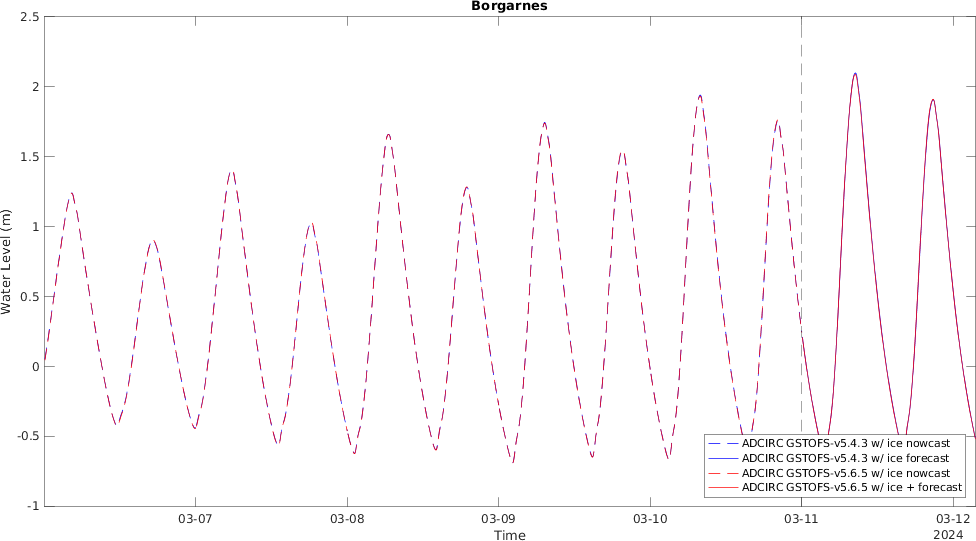 Borgarnes
2.5
2
1.5
1
0.5
0
-0.5
-1
Water Level (m)
03-07
03-08
03-09
03-10
03-11
03-12
Time
2024
ADCIRC GSTOFS-v5.4.3 w/ ice nowcast
ADCIRC GSTOFS-v5.4.3 w/ ice forecast
ADCIRC GSTOFS-v5.6.5 w/ ice nowcast
ADCIRC GSTOFS-v5.6.5 w/ ice + forecast